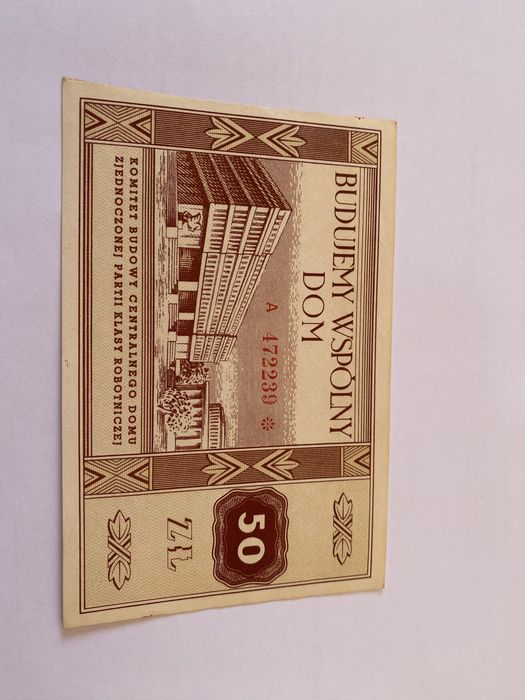 BUDUJEMY WSPÓLNY
DOM
A 472239 *
KOMITET BUDOWY CENTRALNEGO DOMU
ZJEDNOCZONEJ PARTII KLASY ROBOTNICZEJ
50
ZŁ